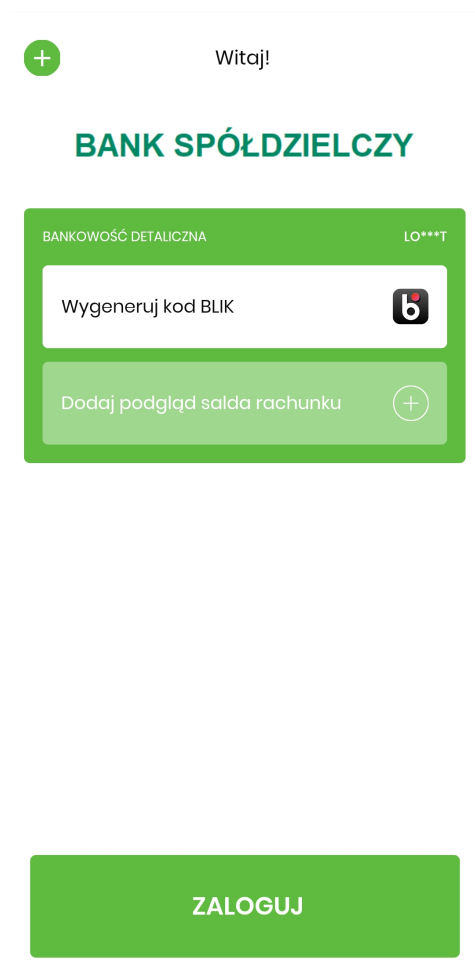 Witaj!
BANK SPÓŁDZIELCZY
BANKOWOŚĆ DETALICZNA LO***T
Wygeneruj kod BLIK
Dodaj podgląd salda rachunku
ZALOGUJ